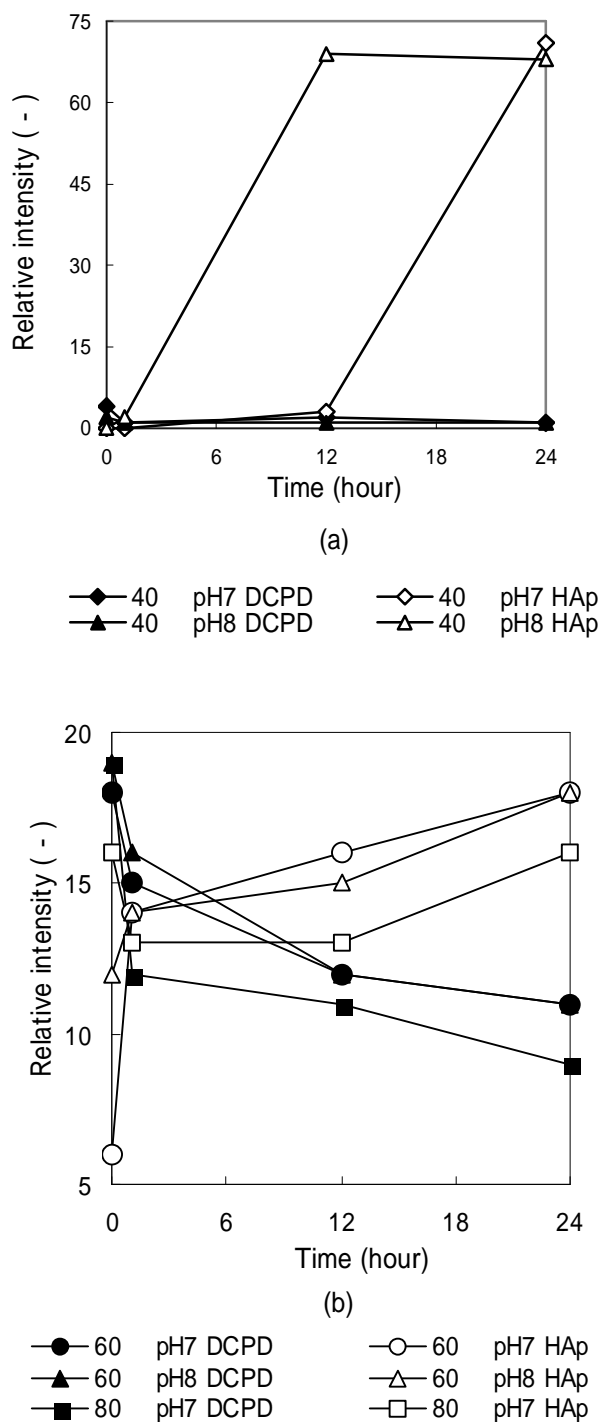 75
60
45
30
15
0
Relative intensity ( - )
0 6 12 18 24
Time (hour)
(a)
40 pH7 DCPD 40 pH7 HAp
40 pH8 DCPD 40 pH8 HAp
20
15
10
5
Relative intensity ( - )
0 6 12 18 24
Time (hour)
(b)
60 pH7 DCPD 60 pH7 HAp
60 pH8 DCPD 60 pH8 HAp
80 pH7 DCPD 80 pH7 HAp